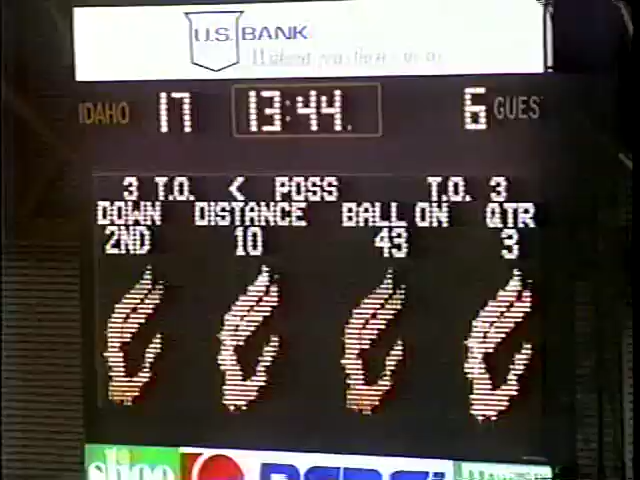 U.S. BANK
IDAHO 17 13:44. 6 GUES
3 T.O. < POSS T.O. 3
DOWN DISTANCE BALL ON QTR
2ND 10 43 3
PEPSI